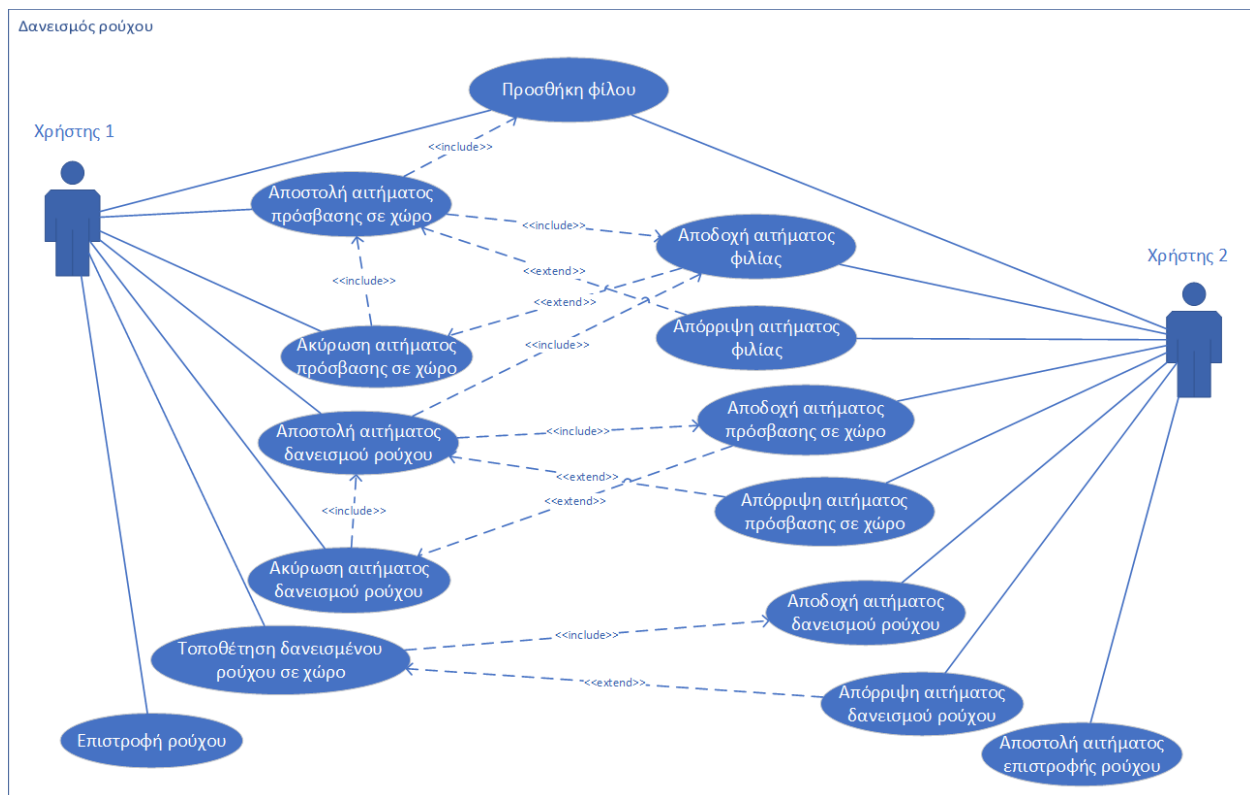 Δανεισμός ρούχου
Προσθήκη φίλου
Χρήστης 1
<<include>>
Αποστολή αιτήματος
πρόσβασης σε χώρο
<<include>>
Αποδοχή αιτήματος
φιλίας
Χρήστης 2
<<extend>>
<<include>>
<<extend>>
Απόρριψη αιτήματος
φιλίας
Ακύρωση αιτήματος
πρόσβασης σε χώρο
<<include>>
Αποδοχή αιτήματος
πρόσβασης σε χώρο
Αποστολή αιτήματος
δανεισμού ρούχου
<<include>>
<<extend>>
<<extend>>
Απόρριψη αιτήματος
πρόσβασης σε χώρο
<<include>>
Ακύρωση αιτήματος
δανεισμού ρούχου
Αποδοχή αιτήματος
δανεισμού ρούχου
<<include>>
Τοποθέτηση δανεισμένου
ρούχου σε χώρο
<<extend>>
Απόρριψη αιτήματος
δανεισμού ρούχου
Επιστροφή ρούχου
Αποστολή αιτήματος
επιστροφής ρούχου